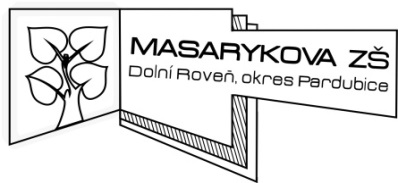 MASARYKOVA ZŠ
Dolní Roveň, okres Pardubice